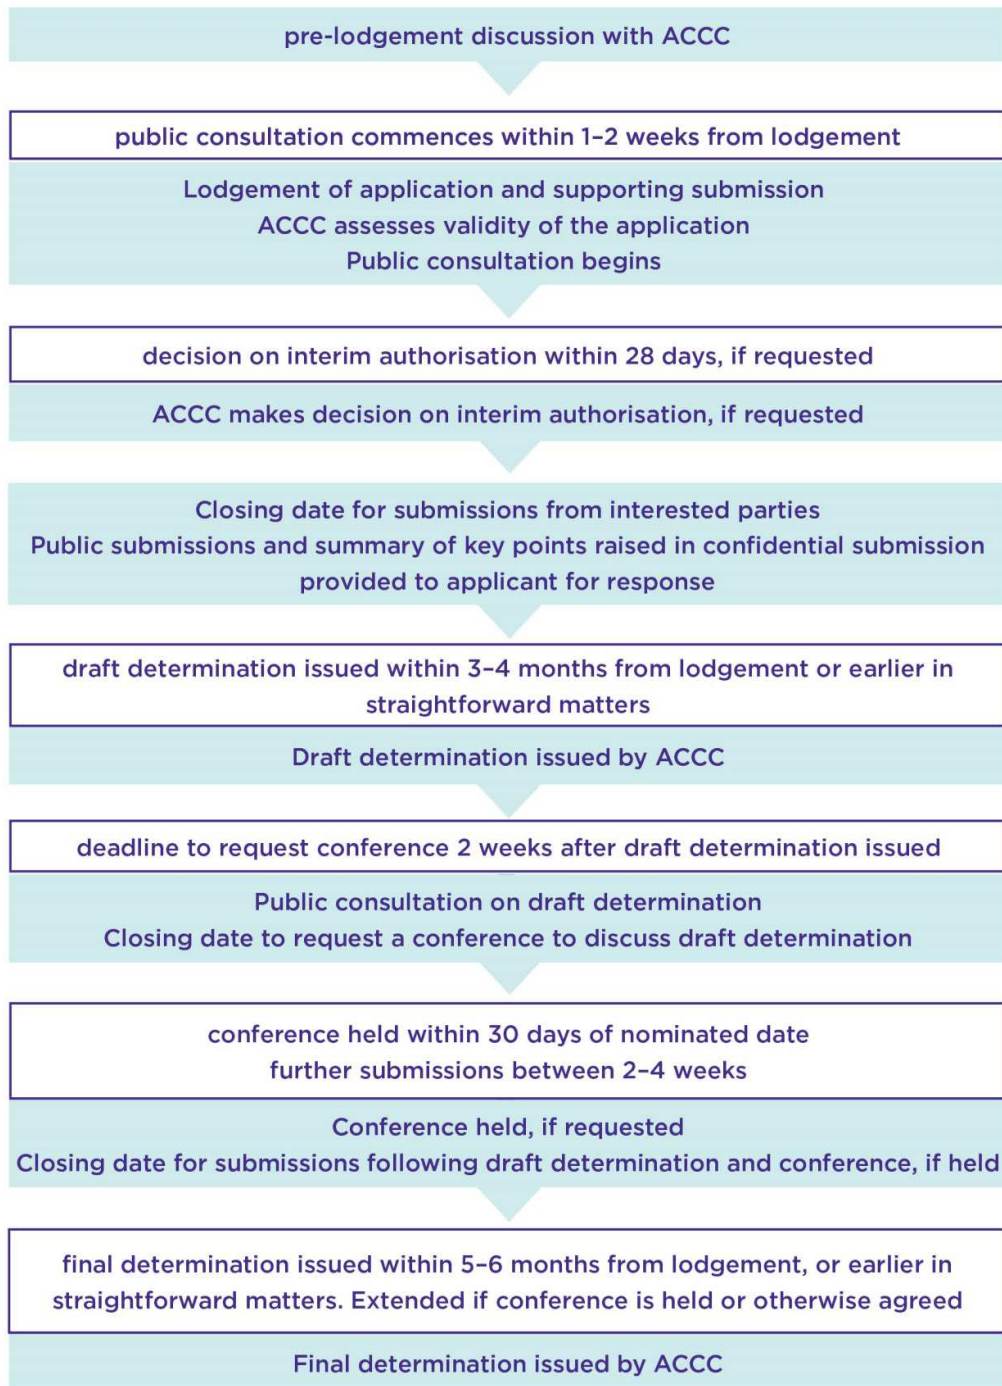 pre-lodgement discussion with ACCC
public consultation commences within 1–2 weeks from lodgement
Lodgement of application and supporting submission
ACCC assesses validity of the application
Public consultation begins
decision on interim authorisation within 28 days, if requested
ACCC makes decision on interim authorisation, if requested
Closing date for submissions from interested parties
Public submissions and summary of key points raised in confidential submission
provided to applicant for response
draft determination issued within 3–4 months from lodgement or earlier in
straightforward matters
Draft determination issued by ACCC
deadline to request conference 2 weeks after draft determination issued
Public consultation on draft determination
Closing date to request a conference to discuss draft determination
conference held within 30 days of nominated date
further submissions between 2–4 weeks
Conference held, if requested
Closing date for submissions following draft determination and conference, if held
final determination issued within 5–6 months from lodgement, or earlier in
straightforward matters. Extended if conference is held or otherwise agreed
Final determination issued by ACCC